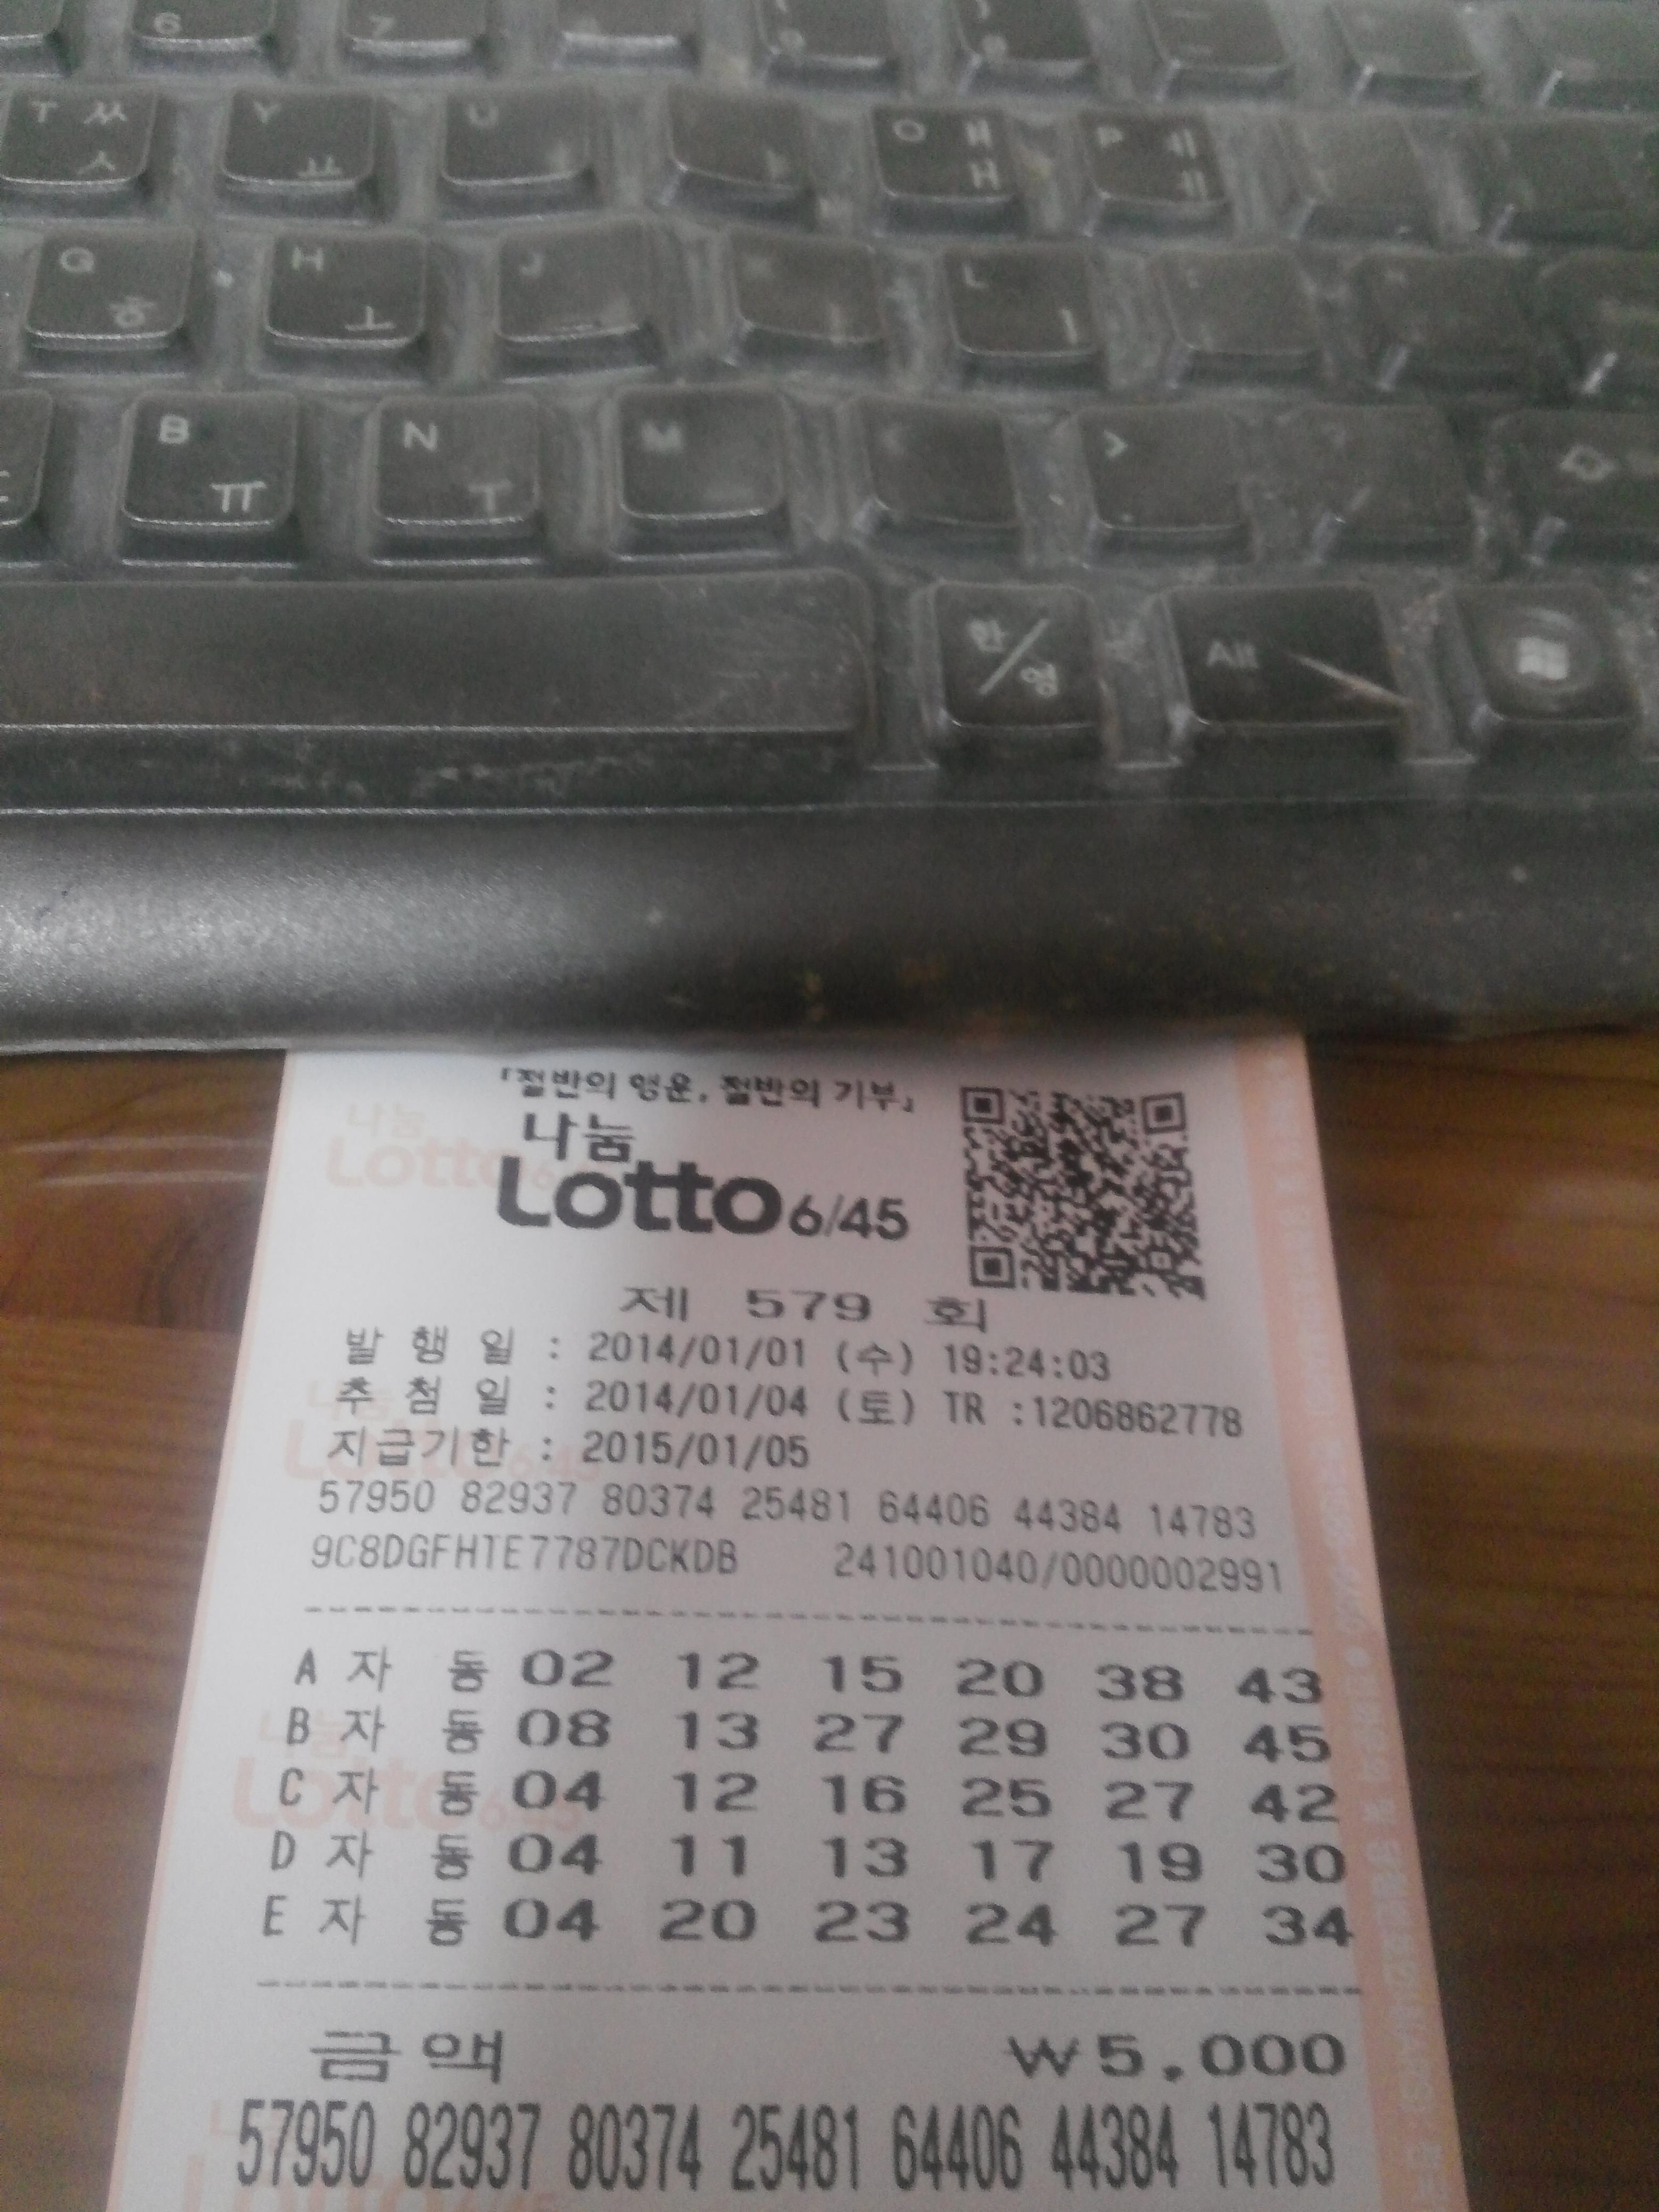 6 7
T ㅆ ㅅ Y ㅛ U O ㅒ ㅐ P ㅖ ㅔ
G ㅎ H ㅗ J L ㅣ
B ㅠ N ㅜ M >
한/영 Alt
「절반의 행운, 절반의 기부」
나눔
Lotto 6/45
제 579 회
발 행 일 : 2014/01/01 (수) 19:24:03
추 첨 일 : 2014/01/04 (토) TR :1206862778
지급기한 : 2015/01/05
57950 82937 80374 25481 64406 44384 14783
9C8DGFHTE7787DCKDB 241001040/0000002991
A 자 동 02 12 15 20 38 43
B 자 동 08 13 27 29 30 45
C 자 동 04 12 16 25 27 42
D 자 동 04 11 13 17 19 30
E 자 동 04 20 23 24 27 34
금 액 ₩5,000
57950 82937 80374 25481 64406 44384 14783